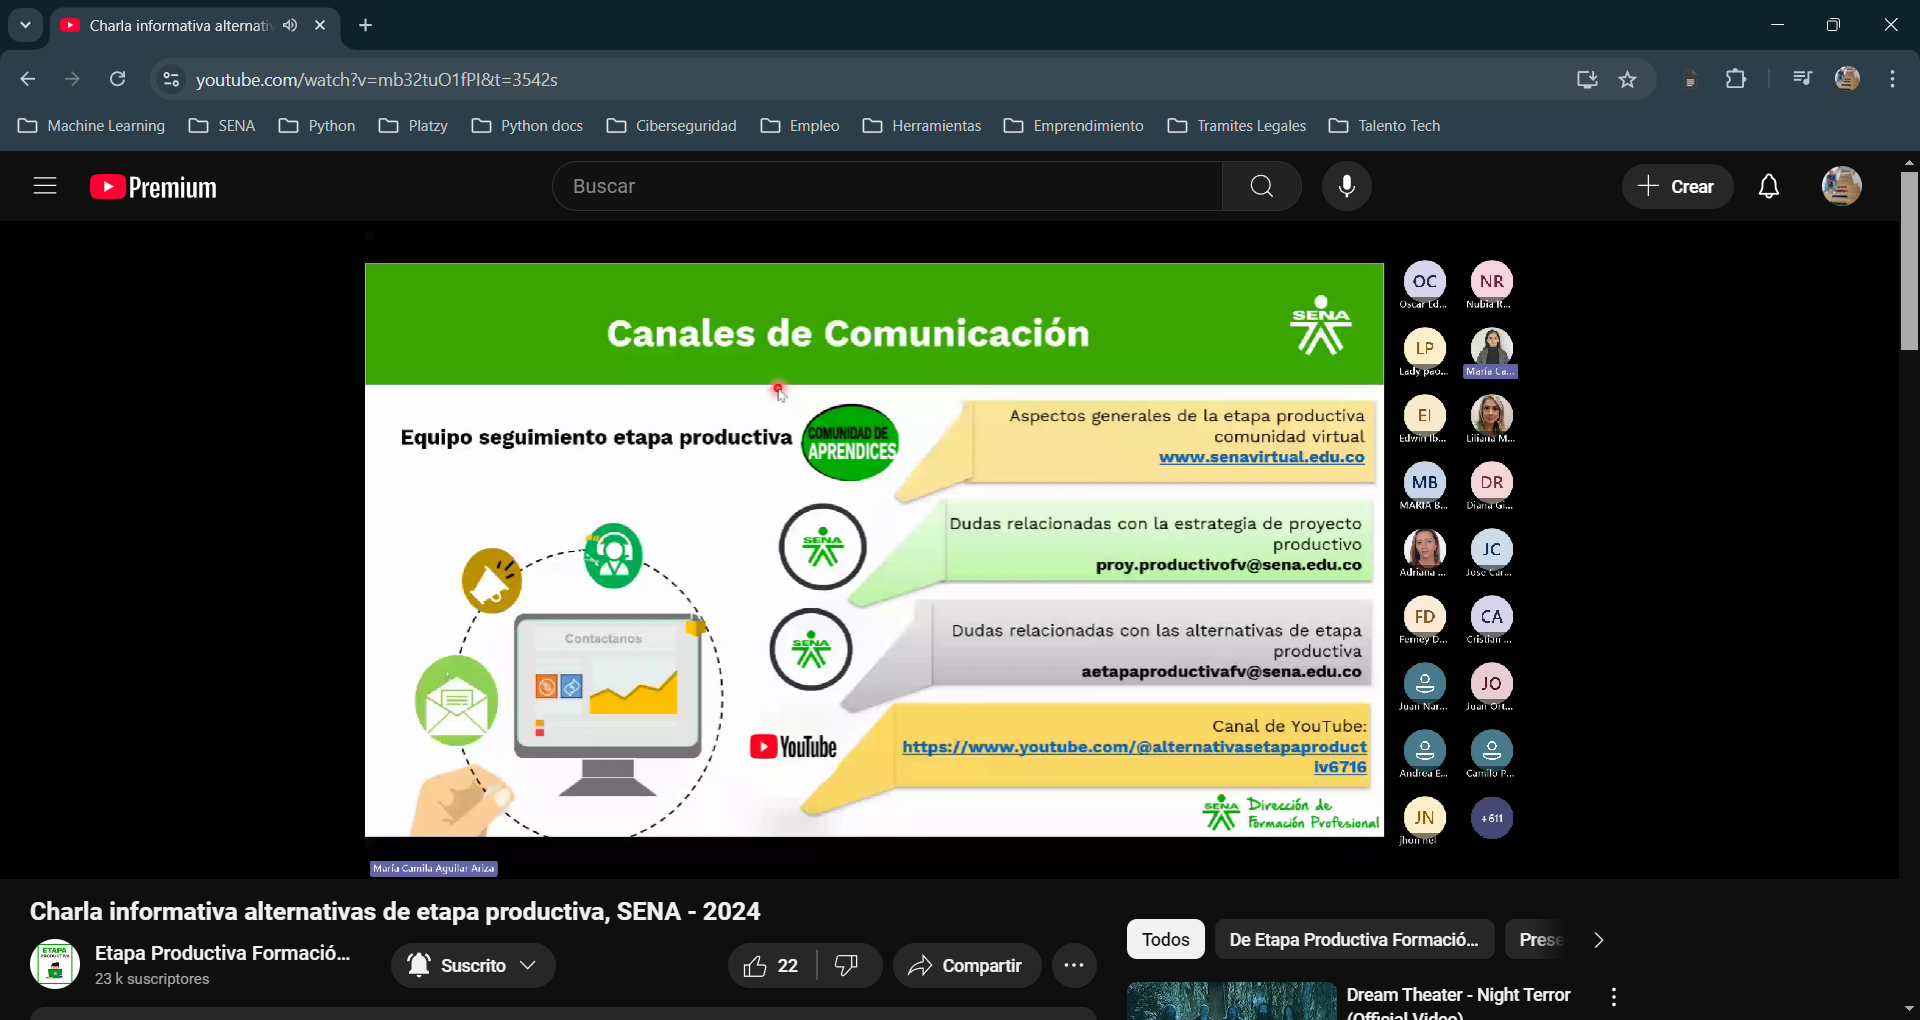 Charla informativa alternativ
youtube.com/watch?v=mb32tuO1fPI&t=3542s
Machine Learning
SENA
Python
Platzy
Python docs
Ciberseguridad
Empleo
Herramientas
Emprendimiento
Tramites Legales
Talento Tech
Premium
Buscar
Crear
Canales de Comunicación
SENA
Equipo seguimiento etapa productiva
COMUNIDAD DE
APRENDICES
Aspectos generales de la etapa productiva
comunidad virtual
www.senavirtual.edu.co
SENA
Dudas relacionadas con la estrategia de proyecto
productivo
proy.productivofv@sena.edu.co
Contactanos
SENA
Dudas relacionadas con las alternativas de etapa
productiva
aetapaproductivafv@sena.edu.co
YouTube
Canal de YouTube:
https://www.youtube.com/@alternativasetapaproduct
iv6716
SENA
Dirección de
Formación Profesional
OC
Oscar Ed...
NR
Nubia R...
LP
Lady pao...
María Ca...
EI
Edwin Ib...
Liliana M...
MB
MARIA B...
DR
Diana Gi...
Adriana ...
JC
Jose Car...
FD
Ferney D...
CA
Cristian ...
Juan Nar...
JO
Juan Ort...
Andrea E...
Camilo P...
JN
jhon nel
+611
María Camila Aguilar Ariza
Charla informativa alternativas de etapa productiva, SENA - 2024
ETAPA
PRODUCTIVA
Etapa Productiva Formació...
23 k suscriptores
Suscrito
22
Compartir
Todos
De Etapa Productiva Formació...
Prese
Dream Theater - Night Terror
(Official Video)